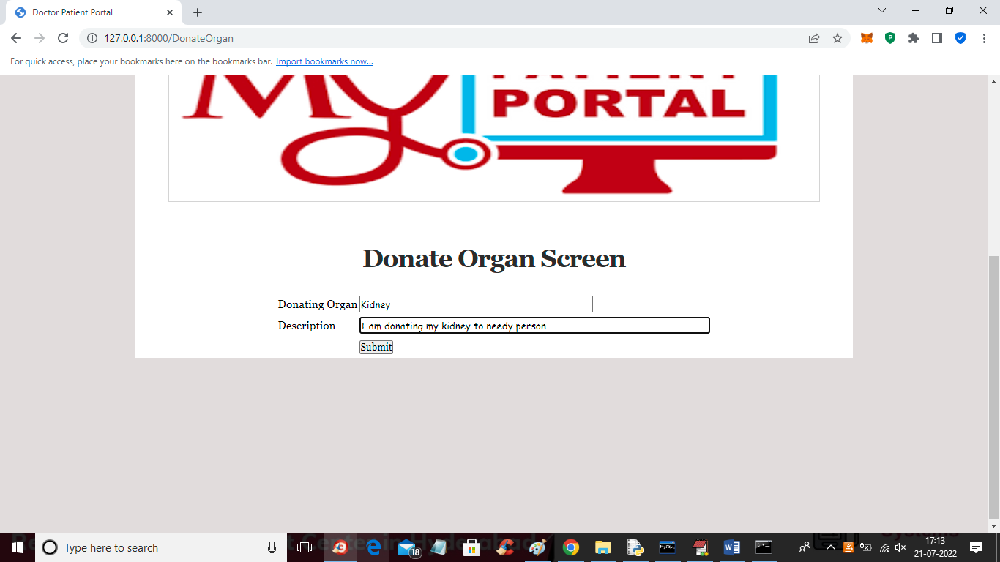 Doctor Patient Portal
127.0.0.1:8000/DonateOrgan
For quick access, place your bookmarks here on the bookmarks bar. Import bookmarks now...
My PATIENT
PORTAL
Donate Organ Screen
Donating Organ Kidney
Description I am donating my kidney to needy person
Submit
Type here to search
18
17:13
21-07-2022